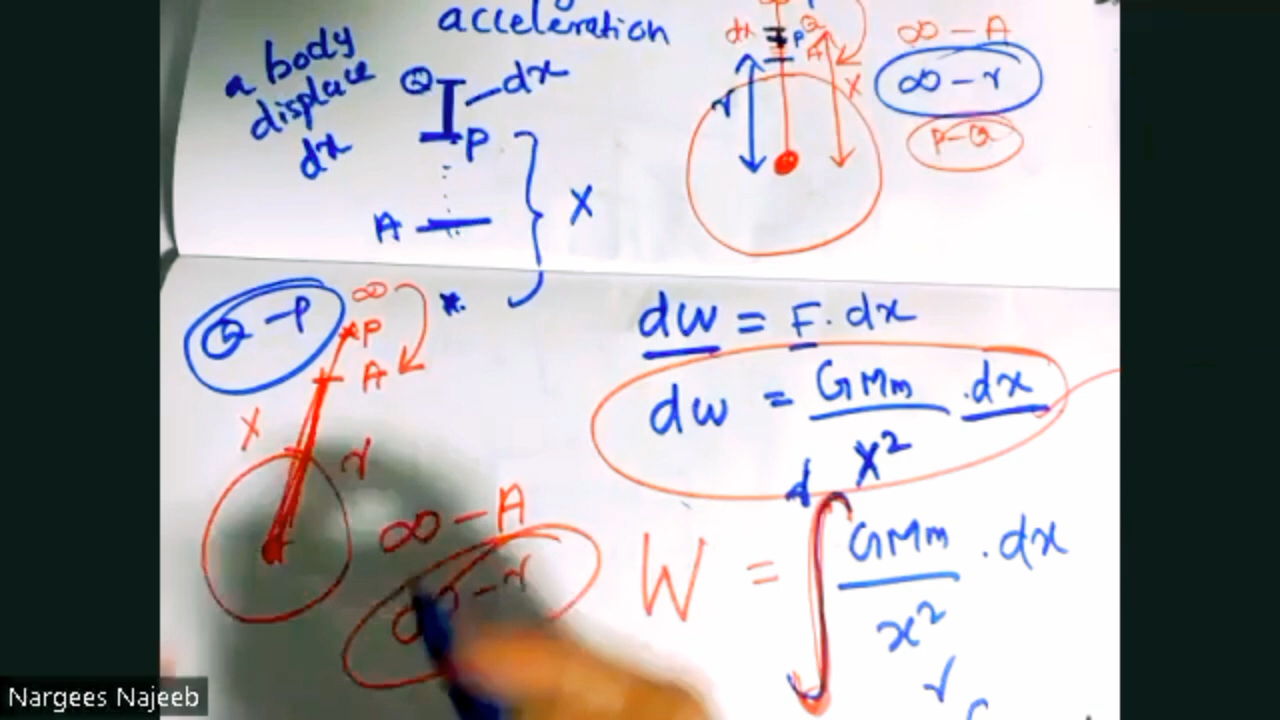 acceleration
a body
displace
dx
Q
dx
P
A
X
dx
P
Q
A
r
X
∞ - A
∞ - r
P - Q
Q - P
∞
P
A
X
r
∞ - A
dw = F. dx
dw = GMm/x² .dx
W = ∫ GMm/x² . dx
r
Nargees Najeeb